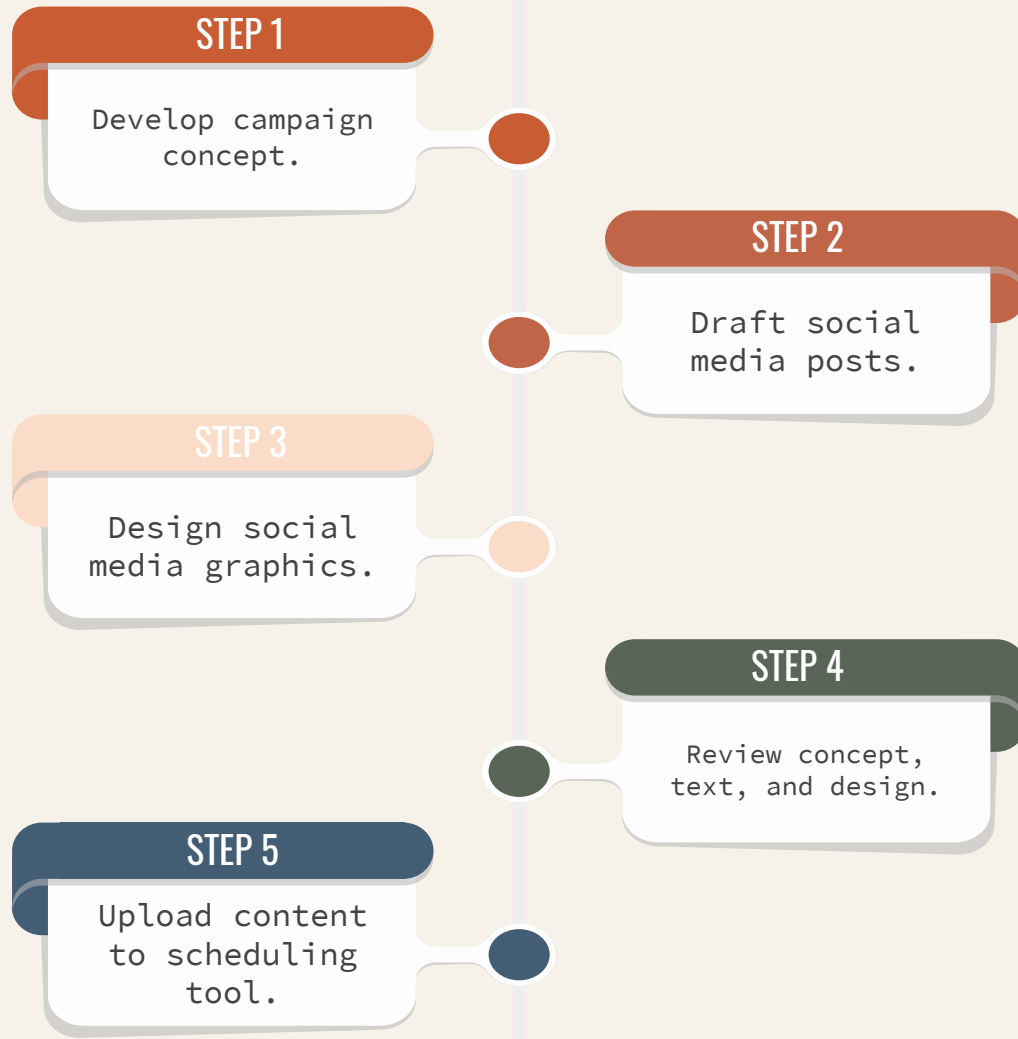 STEP 1
Develop campaign
concept.
STEP 2
Draft social
media posts.
STEP 3
Design social
media graphics.
STEP 4
Review concept,
text, and design.
STEP 5
Upload content
to scheduling
tool.